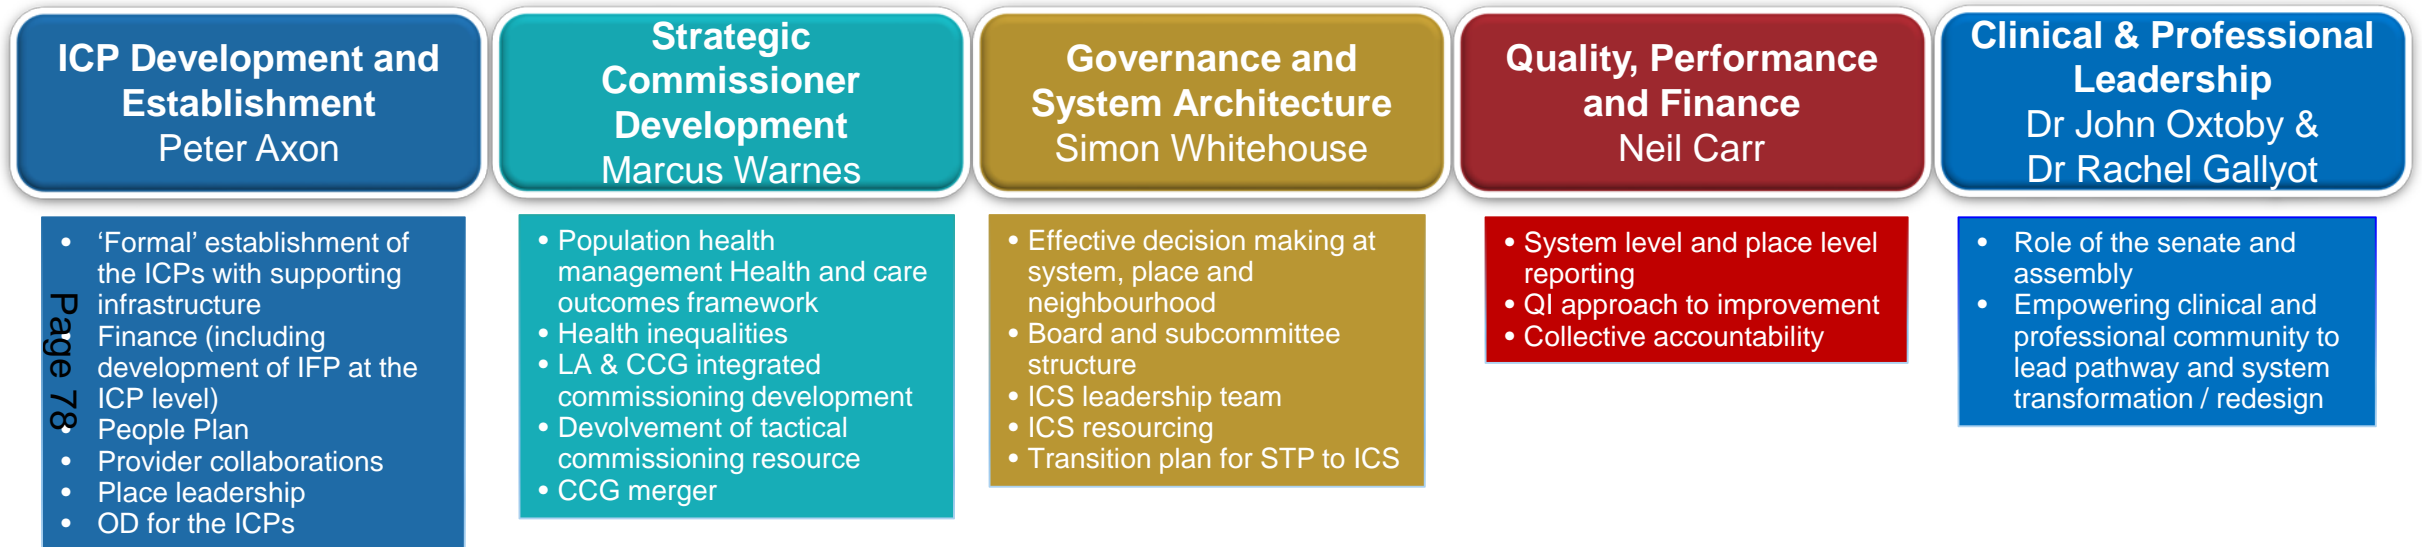 ICP Development and
Establishment
Peter Axon
Strategic
Commissioner
Development
Marcus Warnes
Governance and
System Architecture
Simon Whitehouse
Quality, Performance
and Finance
Neil Carr
Clinical & Professional
Leadership
Dr John Oxtoby &
Dr Rachel Gallyot
• ‘Formal’ establishment of
the ICPs with supporting
infrastructure
• Finance (including
development of IFP at the
ICP level)
• People Plan
• Provider collaborations
• Place leadership
• OD for the ICPs
Page 78
• Population health
management Health and care
outcomes framework
• Health inequalities
• LA & CCG integrated
commissioning development
• Devolvement of tactical
commissioning resource
• CCG merger
• Effective decision making at
system, place and
neighbourhood
• Board and subcommittee
structure
• ICS leadership team
• ICS resourcing
• Transition plan for STP to ICS
• System level and place level
reporting
• QI approach to improvement
• Collective accountability
• Role of the senate and
assembly
• Empowering clinical and
professional community to
lead pathway and system
transformation / redesign